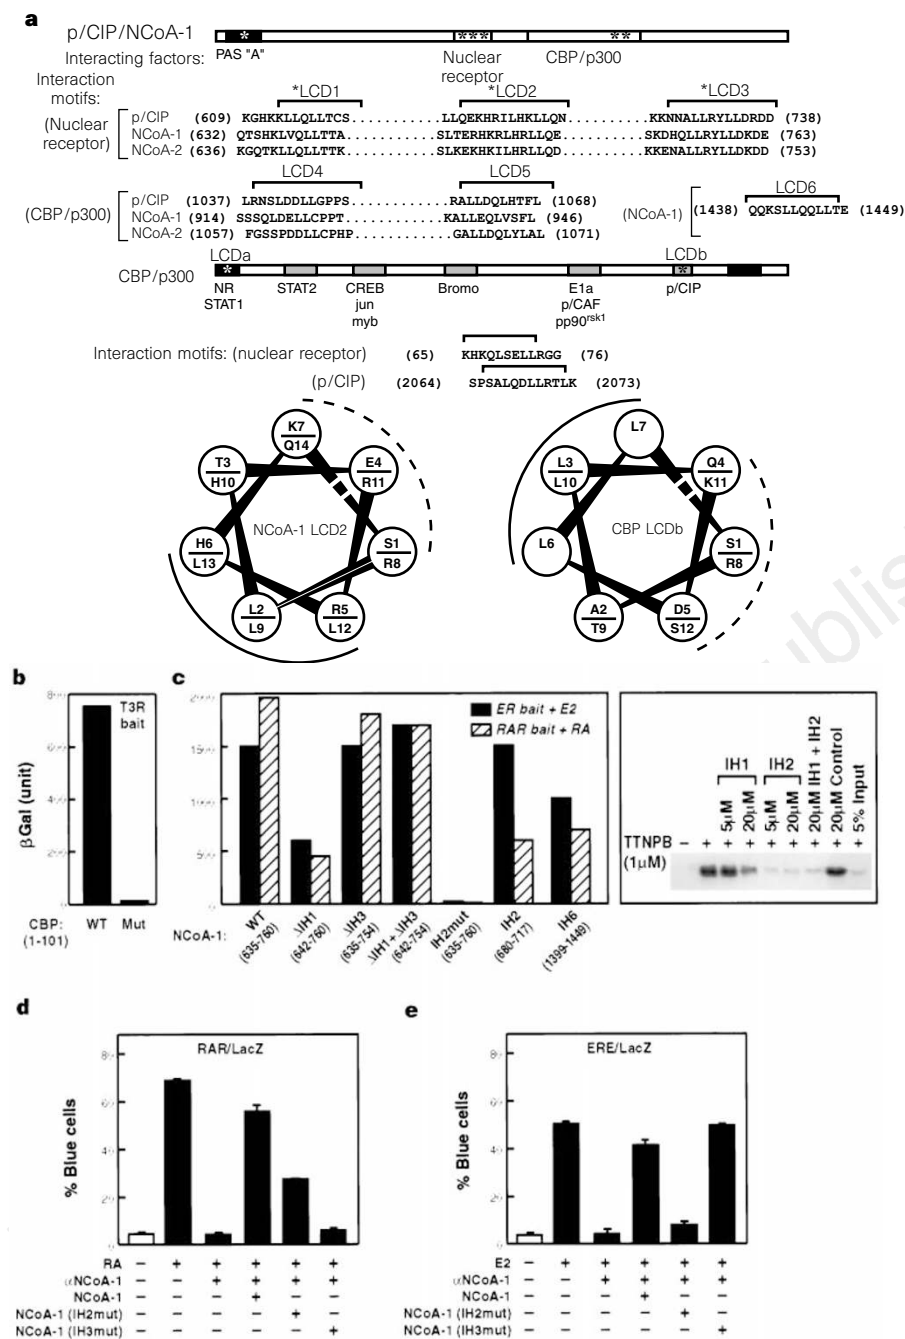 a
p/CIP/NCoA-1
* *** **
PAS "A"
Interacting factors: Nuclear receptor CBP/p300
Interaction motifs:
*LCD1 *LCD2 *LCD3
(Nuclear receptor)
p/CIP (609) KGHKKLLQLLTCS...........LLQEKHRILHKLLQN..........KKNNALLRYLLDRDD (738)
NCoA-1 (632) QTSHKLVQLLTTA...........SLTERHKRLHRLLQE..........SKDHQLLRYLLDKDE (763)
NCoA-2 (636) KGQTKLLQLLTTK...........SLKEKHKILHRLLQD..........KKENALLRYLLDKDD (753)
LCD4 LCD5 LCD6
(CBP/p300)
p/CIP (1037) LRNSLDDLLGPPS..........RALLDQLHTFL (1068)
NCoA-1 (914) SSSQLDELLCPPT..........KALLEQLVSFL (946)
NCoA-2 (1057) FGSSPDDLLCPHP..........GALLDQLYLAL (1071)
(NCoA-1) (1438) QQKSLLQQLLTE (1449)
LCDa LCDb
CBP/p300 * *
NR STAT2 CREB Bromo E1a p/CIP
STAT1 jun p/CAF
myb pp90rsk1
Interaction motifs: (nuclear receptor) (65) KHKQLSELLRGG (76)
(p/CIP) (2064) SPSALQDLLRTLK (2073)
K7
Q14
T3
H10
E4
R11
NCoA-1 LCD2
H6
L13
S1
R8
L2
L9
R5
L12
L7
L3
L10
Q4
K11
CBP LCDb
L6
S1
R8
A2
T9
D5
S12
b
T3R bait
βGal (unit)
CBP: WT Mut
(1-101)
c
ER bait + E2
RAR bait + RA
NCoA-1:
WT (635-760)
△IH1 (642-760)
△IH3 (635-754)
△IH1+△IH3 (642-754)
IH2mut (635-760)
IH2 (680-717)
IH6 (1399-1449)
IH1 IH2
5μM 20μM 5μM 20μM 20μM IH1 + IH2 20μM Control 5% Input
TTNPB − + + + + + + + +
(1μM)
d
RAR/LacZ
% Blue cells
RA − + + + + +
αNCoA-1 − − + + + +
NCoA-1 − − − + − −
NCoA-1 (IH2mut) − − − − + −
NCoA-1 (IH3mut) − − − − − +
e
ERE/LacZ
% Blue cells
E2 − + + + + +
αNCoA-1 − − + + + +
NCoA-1 − − − + − −
NCoA-1 (IH2mut) − − − − + −
NCoA-1 (IH3mut) − − − − − +